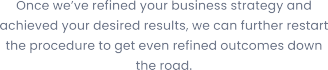 Once we've refined your business strategy and
achieved your desired results, we can further restart
the procedure to get even refined outcomes down
the road.